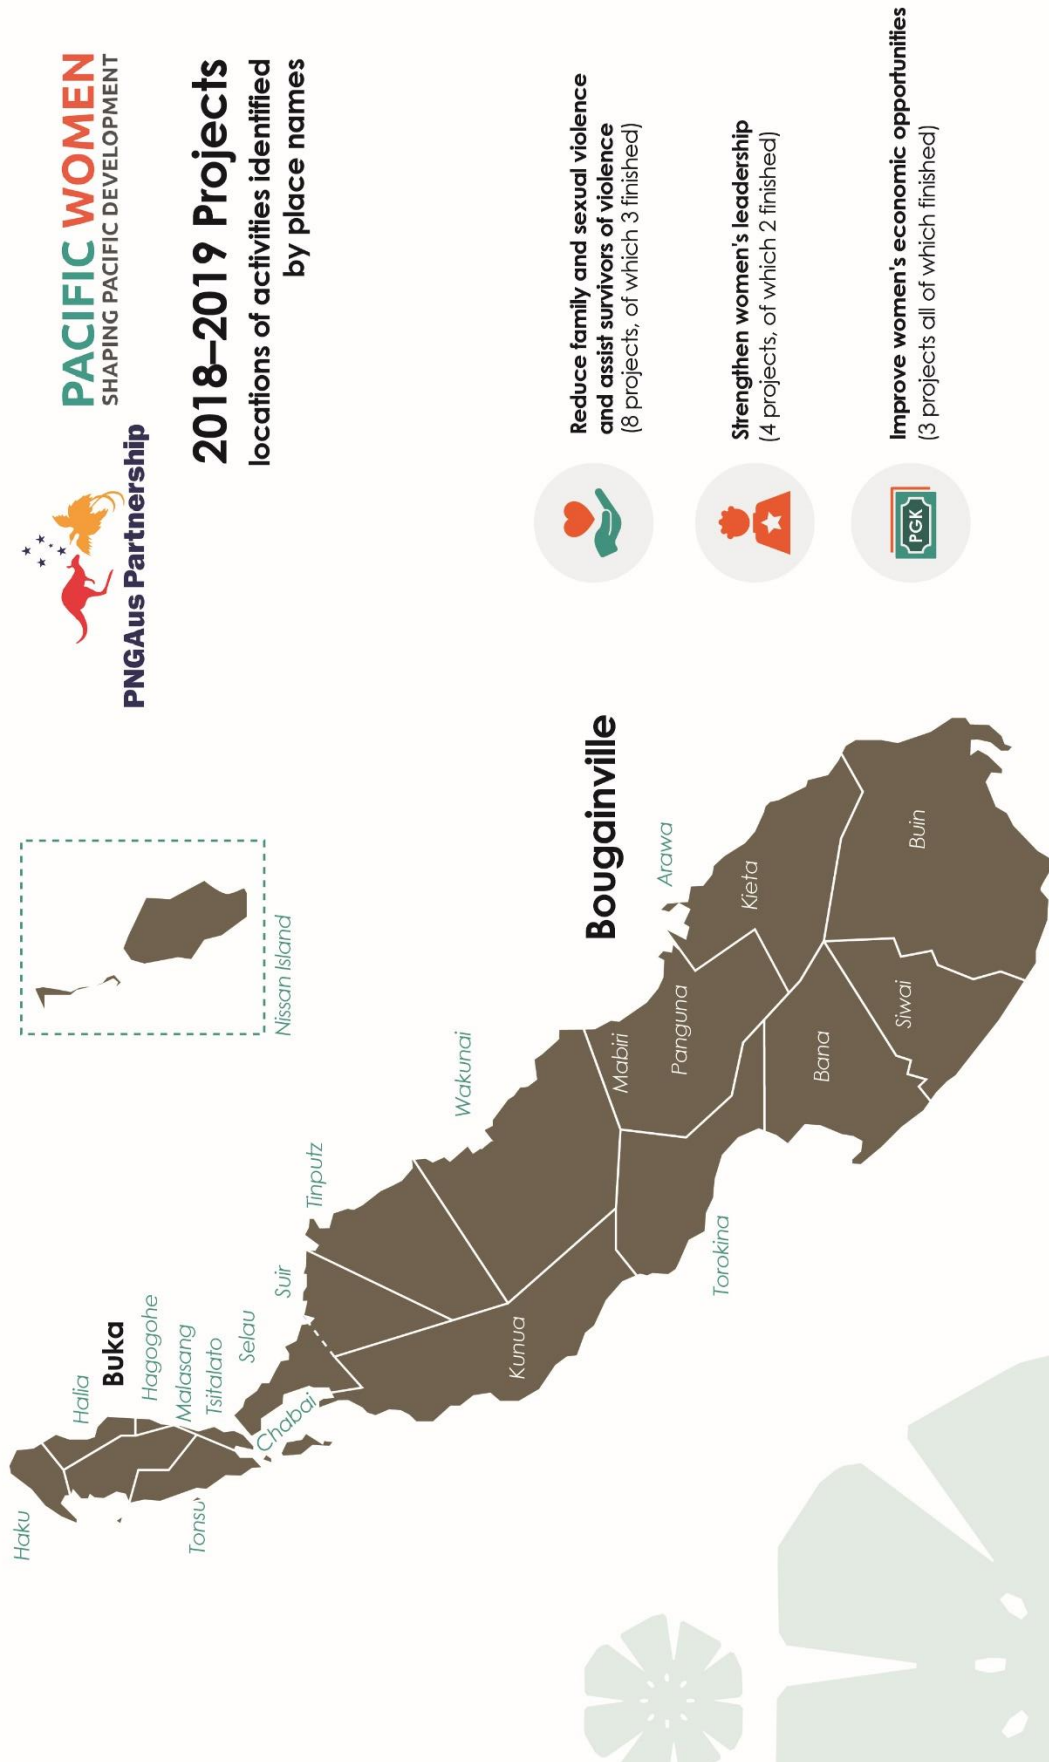 PNGAus Partnership
PACIFIC WOMEN
SHAPING PACIFIC DEVELOPMENT
2018–2019 Projects
locations of activities identified
by place names
Reduce family and sexual violence
and assist survivors of violence
(8 projects, of which 3 finished)
Strengthen women's leadership
(4 projects, of which 2 finished)
PGK
Improve women's economic opportunities
(3 projects all of which finished)
Nissan Island
Haku
Halia
Buka
Hagogohe
Malasang
Tsitalato
Tonsu
Selau
Chabai
Suir
Tinputz
Wakunai
Kunua
Bougainville
Mabiri
Arawa
Panguna
Torokina
Kieta
Bana
Siwai
Buin